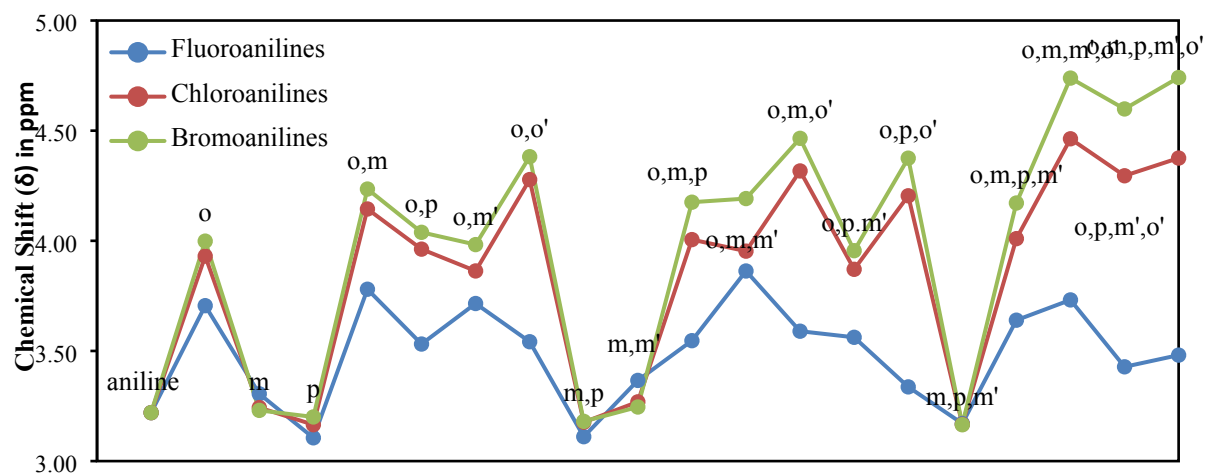 Chemical Shift (δ) in ppm
5.00
4.50
4.00
3.50
3.00
Fluoroanilines
Chloroanilines
Bromoanilines
aniline
o
m
p
o,m
o,p
o,m'
o,o'
m,p
m,m'
o,m,p
o,m,m'
o,m,o'
o,p.m'
o,p,o'
m,p,m'
o,m,p,m'
o,m,m',o'
o,p,m',o'
o,m,p,m',o'